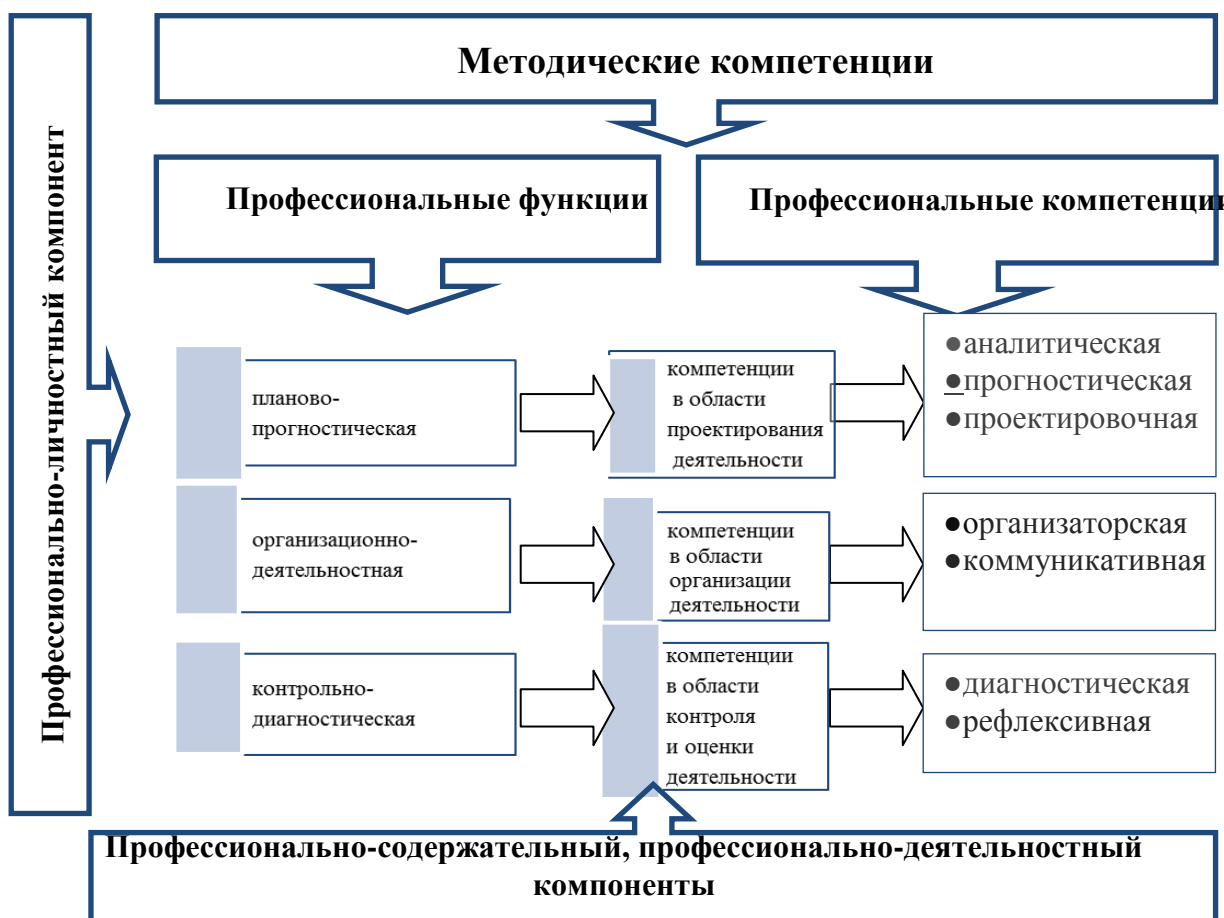 Методические компетенции
Профессионально-личностный компонент
Профессиональные функции
Профессиональные компетенции
планово-
прогностическая
компетенции
в области
проектирования
деятельности
●аналитическая
●прогностическая
●проектировочная
организационно-
деятельностная
компетенции
в области
организации
деятельности
●организаторская
●коммуникативная
контрольно-
диагностическая
компетенции
в области
контроля
и оценки
деятельности
●диагностическая
●рефлексивная
Профессионально-содержательный, профессионально-деятельностный
компоненты